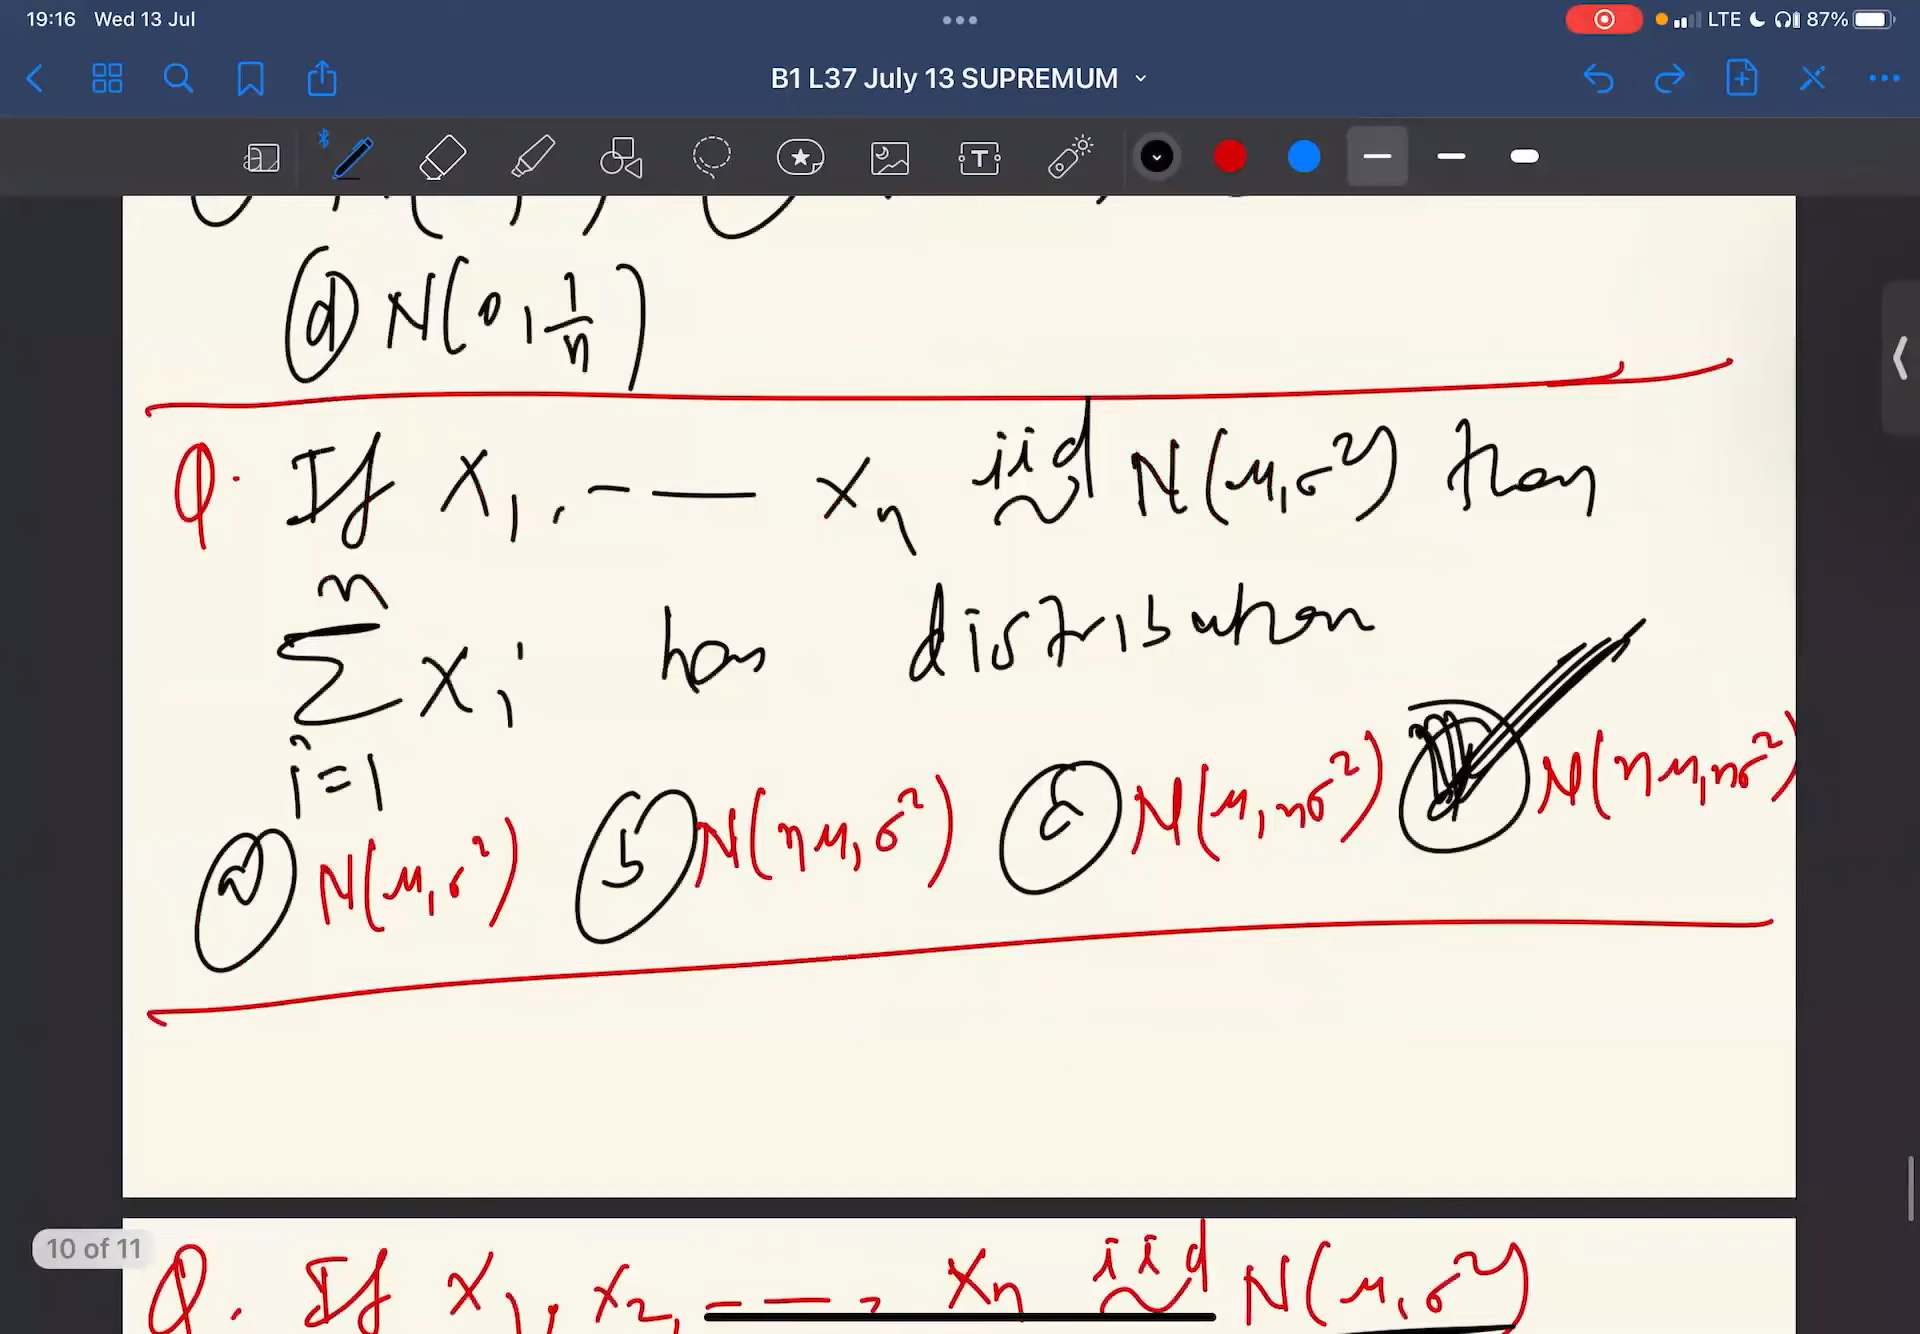 19:16 Wed 13 Jul
LTE 87%
B1 L37 July 13 SUPREMUM
(d) N(0, 1/n)
Q. If X₁, --- Xₙ iid ~ N(μ, σ²) then
n
Σ Xᵢ has distribution
i=1
(a) N(μ, σ²) (b) N(nμ, σ²) (c) N(μ, nσ²) (d) N(nμ, nσ²)
10 of 11
Q. If X₁, X₂, ---, Xₙ iid ~ N(μ, σ²)